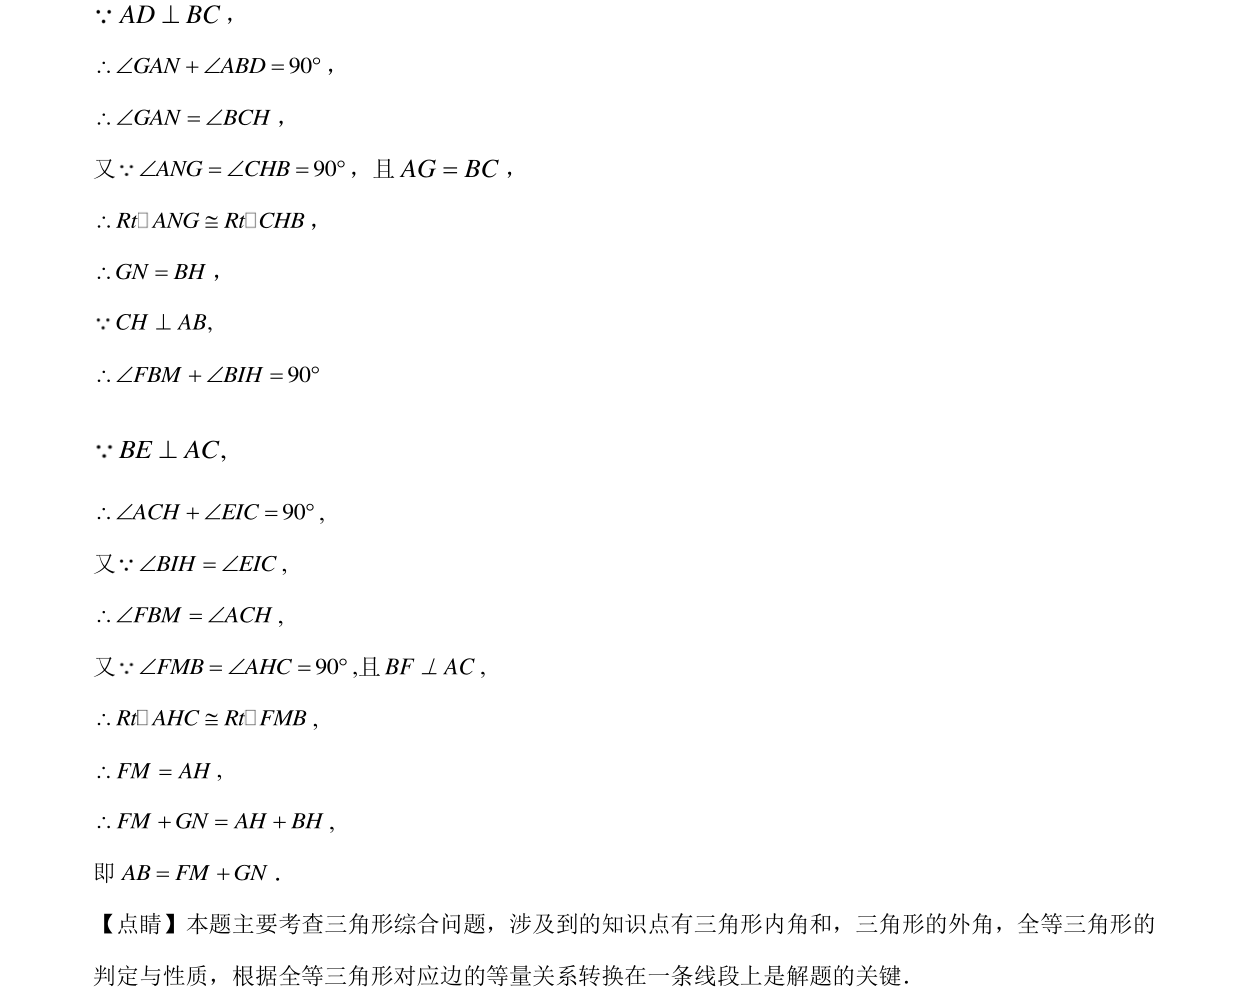 ∵AD⊥BC，
∴∠GAN+∠ABD=90°，
∴∠GAN=∠BCH，
又∵∠ANG=∠CHB=90°，且AG=BC，
∴Rt□ANG≅Rt□CHB，
∴GN=BH，
∵CH⊥AB,
∴∠FBM+∠BIH=90°
∵BE⊥AC,
∴∠ACH+∠EIC=90°,
又∵∠BIH=∠EIC,
∴∠FBM=∠ACH,
又∵∠FMB=∠AHC=90°,且BF⊥AC,
∴Rt□AHC≅Rt□FMB,
∴FM=AH,
∴FM+GN=AH+BH,
即AB=FM+GN．
【点睛】本题主要考查三角形综合问题，涉及到的知识点有三角形内角和，三角形的外角，全等三角形的
判定与性质，根据全等三角形对应边的等量关系转换在一条线段上是解题的关键．